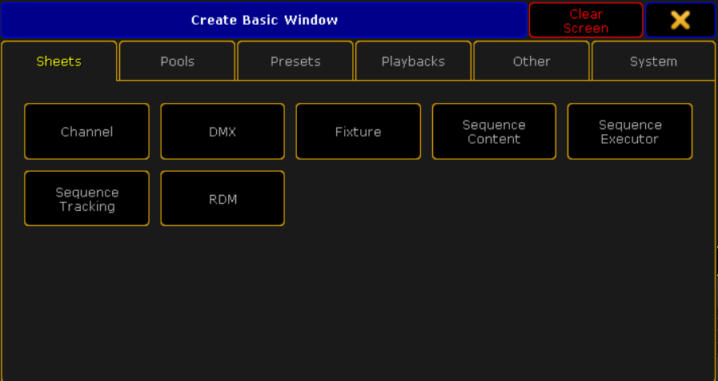 Create Basic Window
Clear
Screen
Sheets
Pools
Presets
Playbacks
Other
System
Channel
DMX
Fixture
Sequence
Content
Sequence
Executor
Sequence
Tracking
RDM